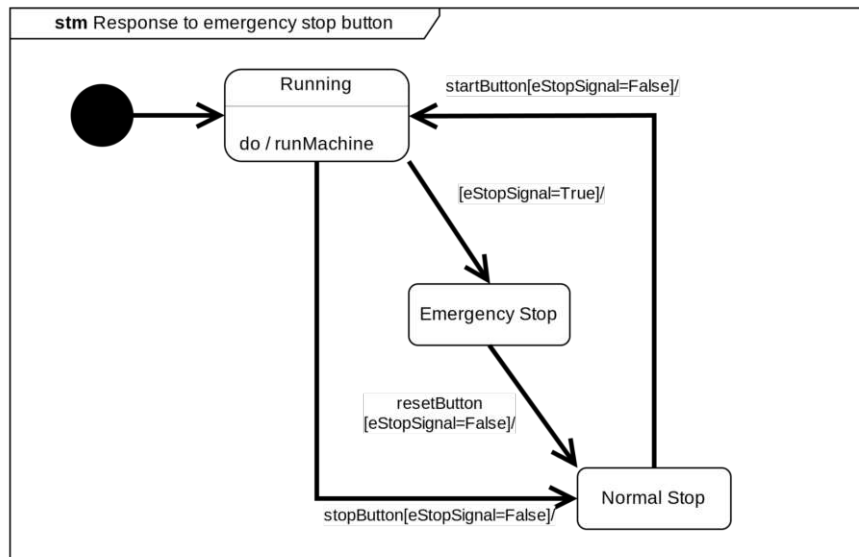 stm Response to emergency stop button
Running
do / runMachine
startButton[eStopSignal=False]/
[eStopSignal=True]/
Emergency Stop
resetButton
[eStopSignal=False]/
Normal Stop
stopButton[eStopSignal=False]/